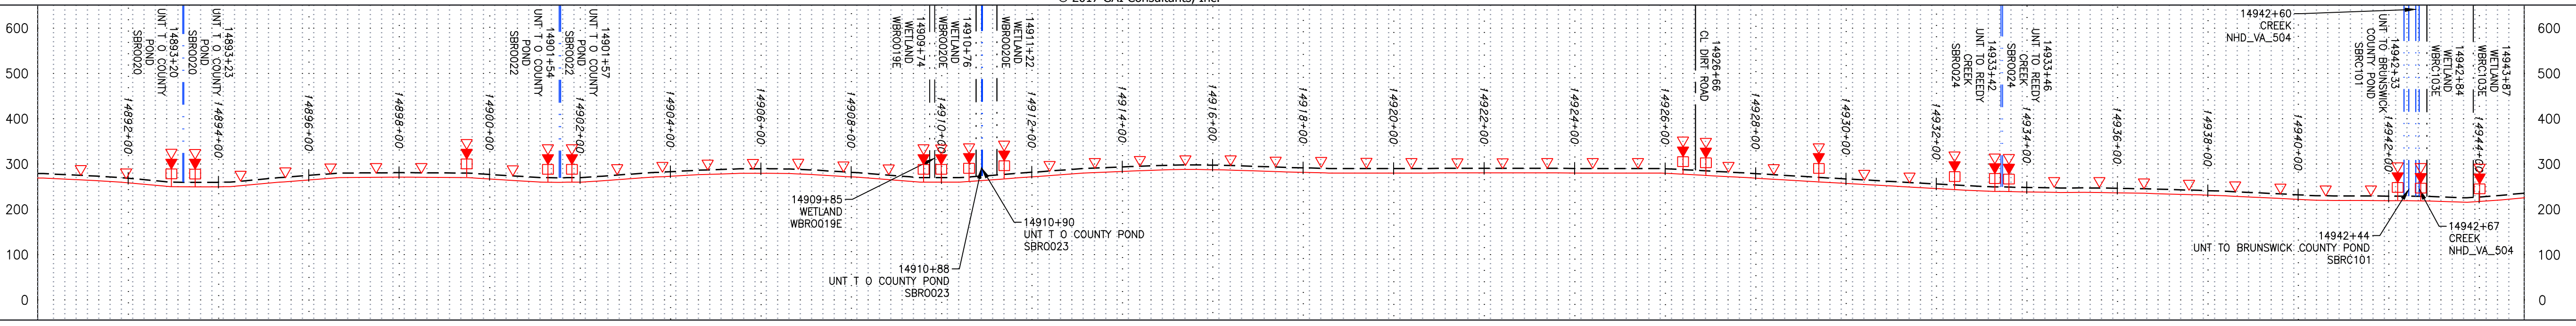 © 2017 GAI Consultants, Inc.
600
500
400
300
200
100
0
14892+00
14893+20
UNT T O COUNTY
POND
SBRO020
14893+23
UNT T O COUNTY
POND
SBRO020
14894+00
14896+00
14898+00
14900+00
14901+54
UNT T O COUNTY
POND
SBRO022
14901+57
UNT T O COUNTY
POND
SBRO022
14902+00
14904+00
14906+00
14908+00
14909+74
WETLAND
WBRO019E
14909+85
WETLAND
WBRO019E
14910+00
14910+76
WETLAND
WBRO020E
14910+88
UNT T O COUNTY POND
SBRO023
14910+90
UNT T O COUNTY POND
SBRO023
14911+22
WETLAND
WBRO020E
14912+00
14914+00
14916+00
14918+00
14920+00
14922+00
14924+00
14926+00
14926+66
CL DIRT ROAD
14928+00
14930+00
14932+00
14933+42
UNT TO REEDY
CREEK
SBRO024
14933+46
UNT TO REEDY
CREEK
SBRO024
14934+00
14936+00
14938+00
14940+00
14942+00
14942+33
UNT TO BRUNSWICK
COUNTY POND
SBRC101
14942+44
UNT TO BRUNSWICK COUNTY POND
SBRC101
14942+60
CREEK
NHD_VA_504
14942+67
CREEK
NHD_VA_504
14942+84
WETLAND
WBRC103E
14943+87
WETLAND
WBRC103E
14944+00
600
500
400
300
200
100
0